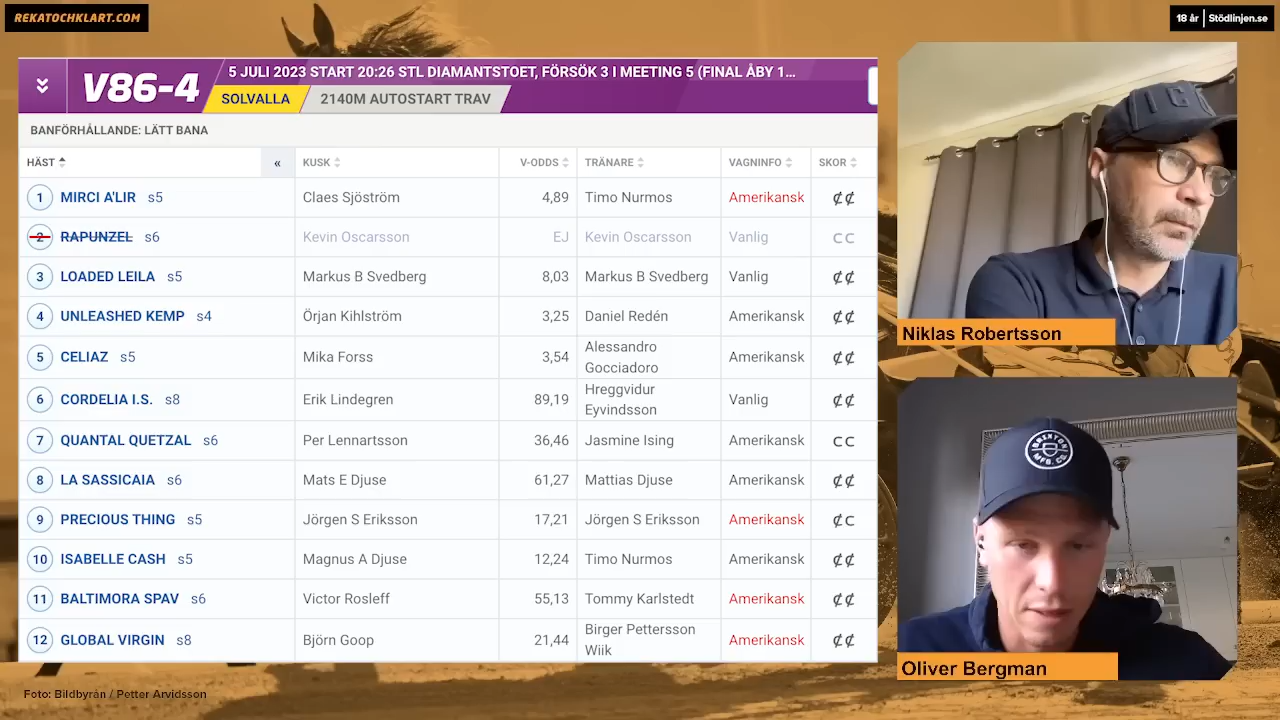 REKATOCHKLART.COM
18 år | Stödlinjen.se
V86-4
5 JULI 2023 START 20:26 STL DIAMANTSTOET, FÖRSÖK 3 I MEETING 5 (FINAL ÅBY 1...
SOLVALLA 2140M AUTOSTART TRAV
BANFÖRHÅLLANDE: LÄTT BANA
HÄST « KUSK V-ODDS TRÄNARE VAGNINFO SKOR
1 MIRCI A'LIR s5 Claes Sjöström 4,89 Timo Nurmos Amerikansk ₵₵
2 RAPUNZEL s6 Kevin Oscarsson EJ Kevin Oscarsson Vanlig CC
3 LOADED LEILA s5 Markus B Svedberg 8,03 Markus B Svedberg Vanlig ₵₵
4 UNLEASHED KEMP s4 Örjan Kihlström 3,25 Daniel Redén Amerikansk ₵₵
5 CELIAZ s5 Mika Forss 3,54 Alessandro Gocciadoro Amerikansk ₵₵
6 CORDELIA I.S. s8 Erik Lindegren 89,19 Hreggvidur Eyvindsson Vanlig ₵₵
7 QUANTAL QUETZAL s6 Per Lennartsson 36,46 Jasmine Ising Amerikansk CC
8 LA SASSICAIA s6 Mats E Djuse 61,27 Mattias Djuse Amerikansk ₵₵
9 PRECIOUS THING s5 Jörgen S Eriksson 17,21 Jörgen S Eriksson Amerikansk ₵C
10 ISABELLE CASH s5 Magnus A Djuse 12,24 Timo Nurmos Amerikansk ₵₵
11 BALTIMORA SPAV s6 Victor Rosleff 55,13 Tommy Karlstedt Amerikansk ₵₵
12 GLOBAL VIRGIN s8 Björn Goop 21,44 Birger Pettersson Wiik Amerikansk ₵₵
Niklas Robertsson
BRIXTON
MFG. CO.
Oliver Bergman
Foto: Bildbyrån / Petter Arvidsson